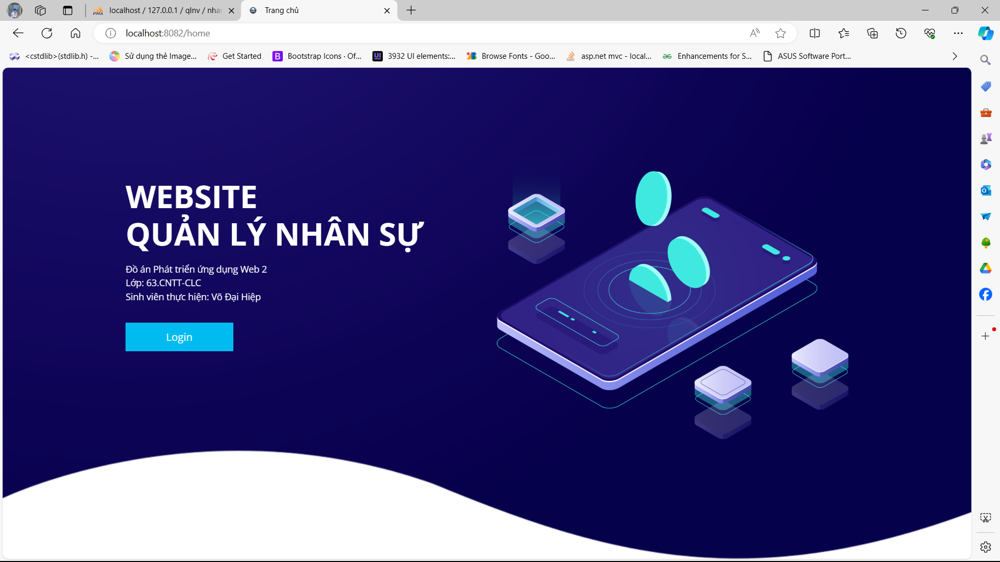 localhost / 127.0.0.1 / qlnv / nhan
Trang chủ
localhost:8082/home
<cstdlib>(stdlib.h) -...
Sử dụng thẻ Image...
Get Started
Bootstrap Icons · Of...
3932 UI elements:...
Browse Fonts - Goo...
asp.net mvc - local...
Enhancements for S...
ASUS Software Port...
WEBSITE
QUẢN LÝ NHÂN SỰ
Đồ án Phát triển ứng dụng Web 2
Lớp: 63.CNTT-CLC
Sinh viên thực hiện: Võ Đại Hiệp
Login